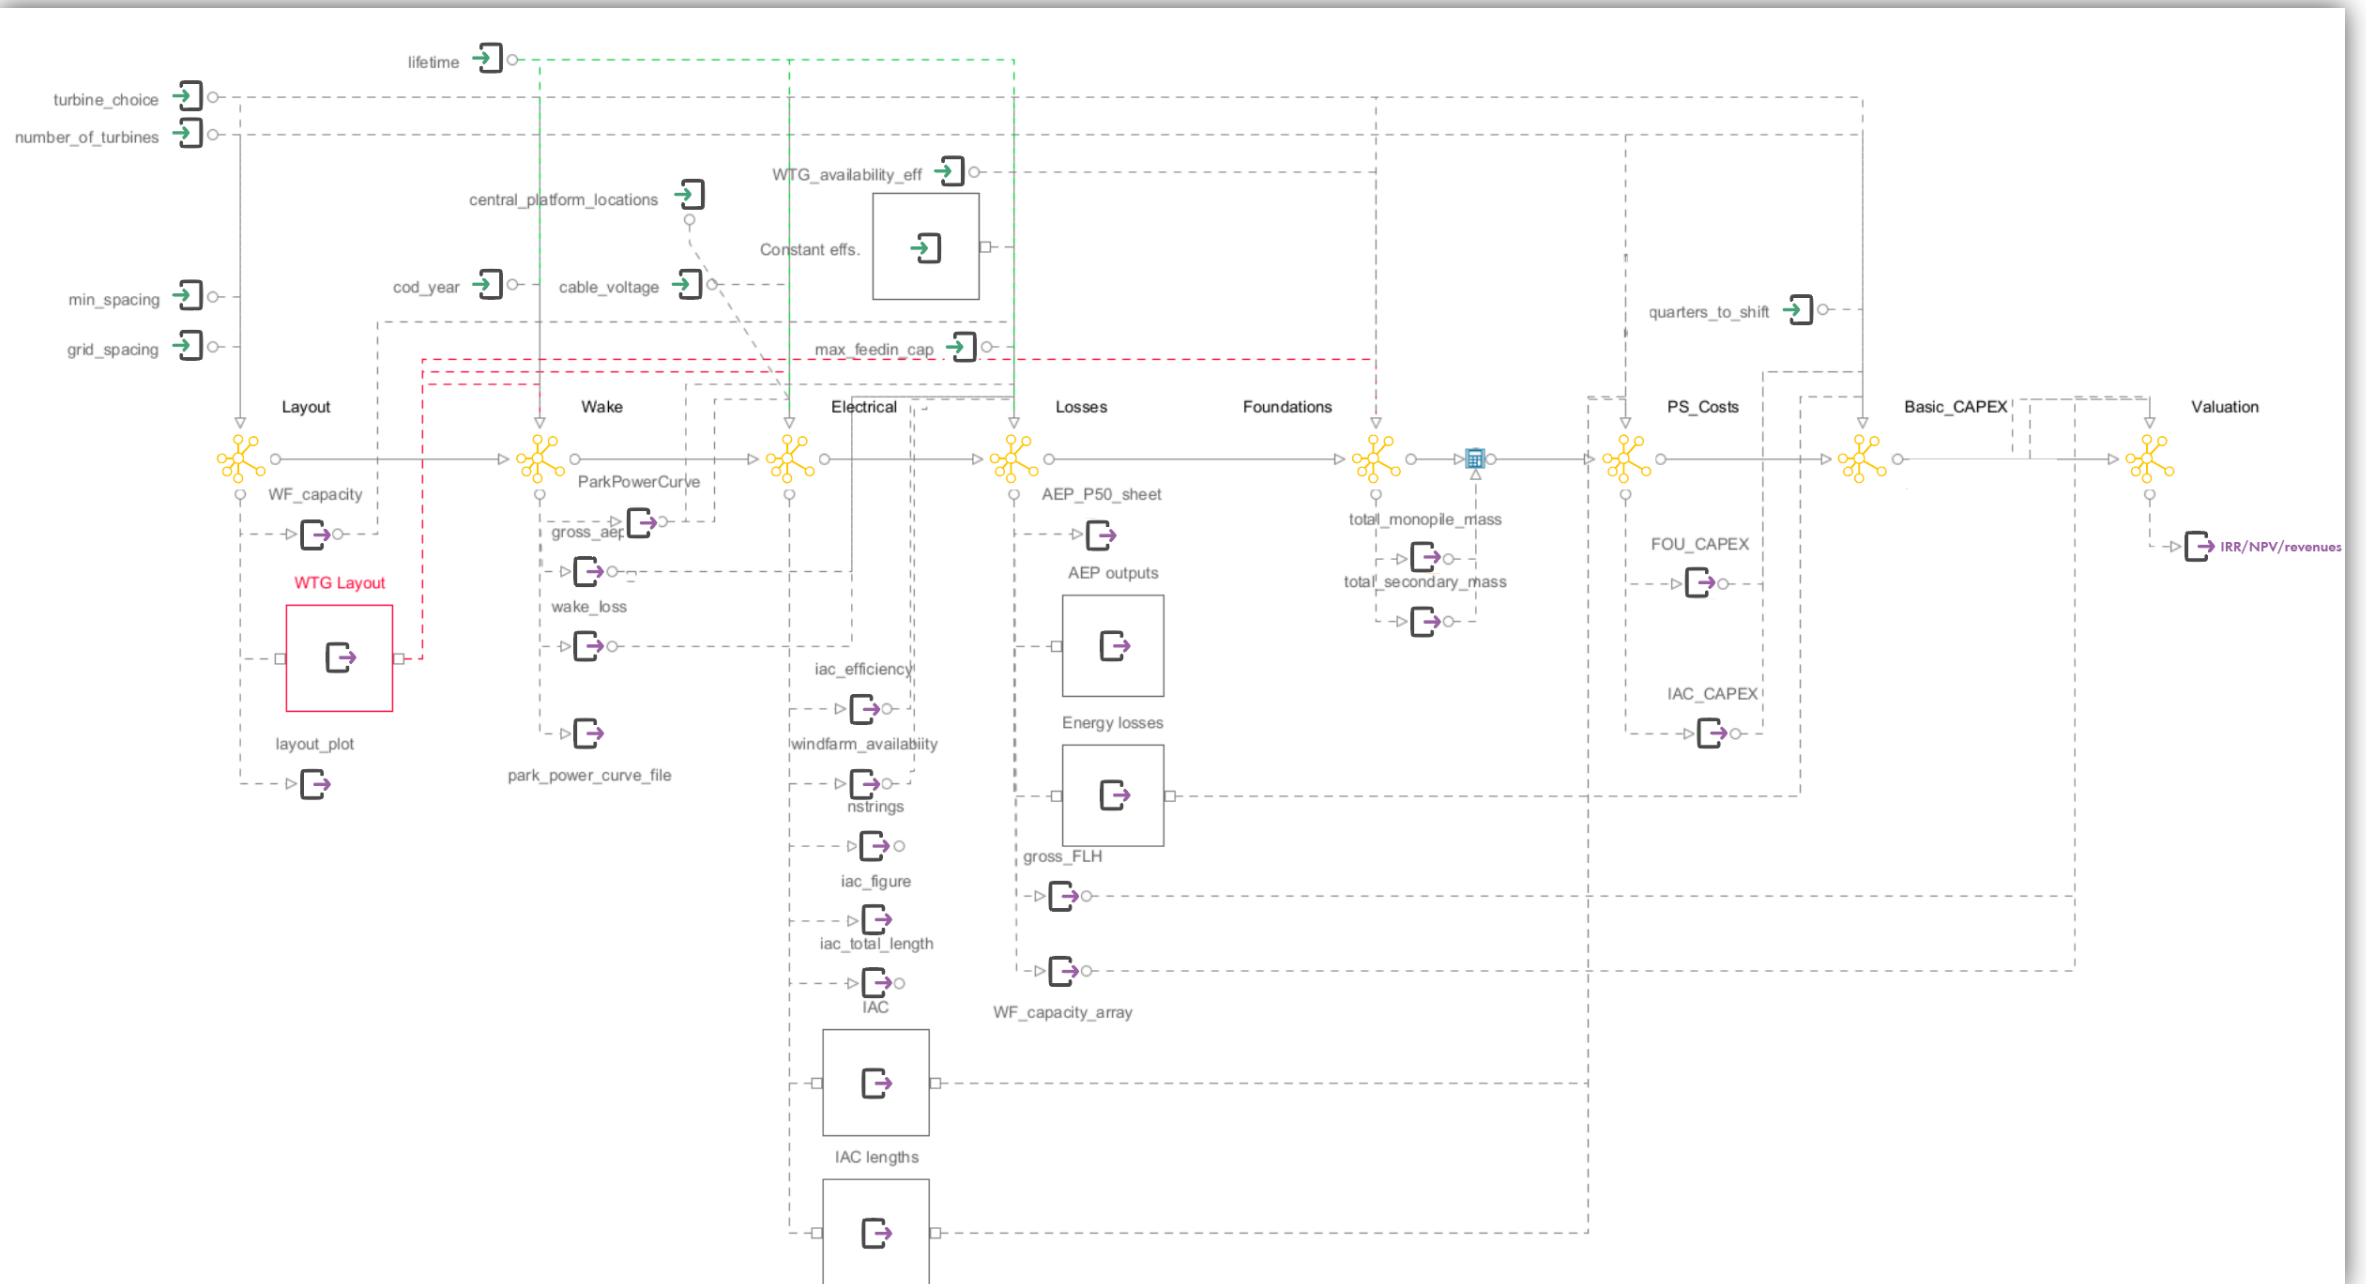 lifetime
turbine_choice
number_of_turbines
WTG_availability_eff
central_platform_locations
Constant effs.
cod_year
cable_voltage
min_spacing
quarters_to_shift
grid_spacing
max_feedin_cap
Layout
Wake
Electrical
Losses
Foundations
PS_Costs
Basic_CAPEX
Valuation
WF_capacity
ParkPowerCurve
AEP_P50_sheet
total_monopile_mass
gross_aep
FOU_CAPEX
IRR/NPV/revenues
WTG Layout
AEP outputs
total_secondary_mass
wake_loss
iac_efficiency
IAC_CAPEX
Energy losses
layout_plot
windfarm_availabiity
park_power_curve_file
nstrings
gross_FLH
iac_figure
iac_total_length
IAC
WF_capacity_array
IAC lengths